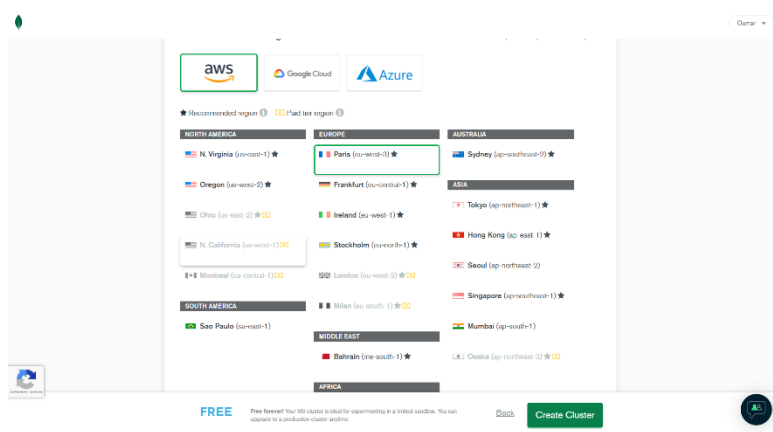 Oumar
aws
Google Cloud
Azure
Recommended region
Paid tier region
NORTH AMERICA
N. Virginia (us-east-1)
Oregon (us-west-2)
Ohio (us-east-2)
N. California (us-west-1)
Montreal (ca-central-1)
SOUTH AMERICA
Sao Paulo (sa-east-1)
EUROPE
Paris (eu-west-3)
Frankfurt (eu-central-1)
Ireland (eu-west-1)
Stockholm (eu-north-1)
London (eu-west-2)
Milan (eu-south-1)
MIDDLE EAST
Bahrain (me-south-1)
AFRICA
AUSTRALIA
Sydney (ap-southeast-2)
ASIA
Tokyo (ap-northeast-1)
Hong Kong (ap-east-1)
Seoul (ap-northeast-2)
Singapore (ap-southeast-1)
Mumbai (ap-south-1)
Osaka (ap-northeast-3)
FREE
Free forever! Your M0 cluster is ideal for experimenting in a limited sandbox. You can
upgrade to a production cluster anytime.
Back
Create Cluster